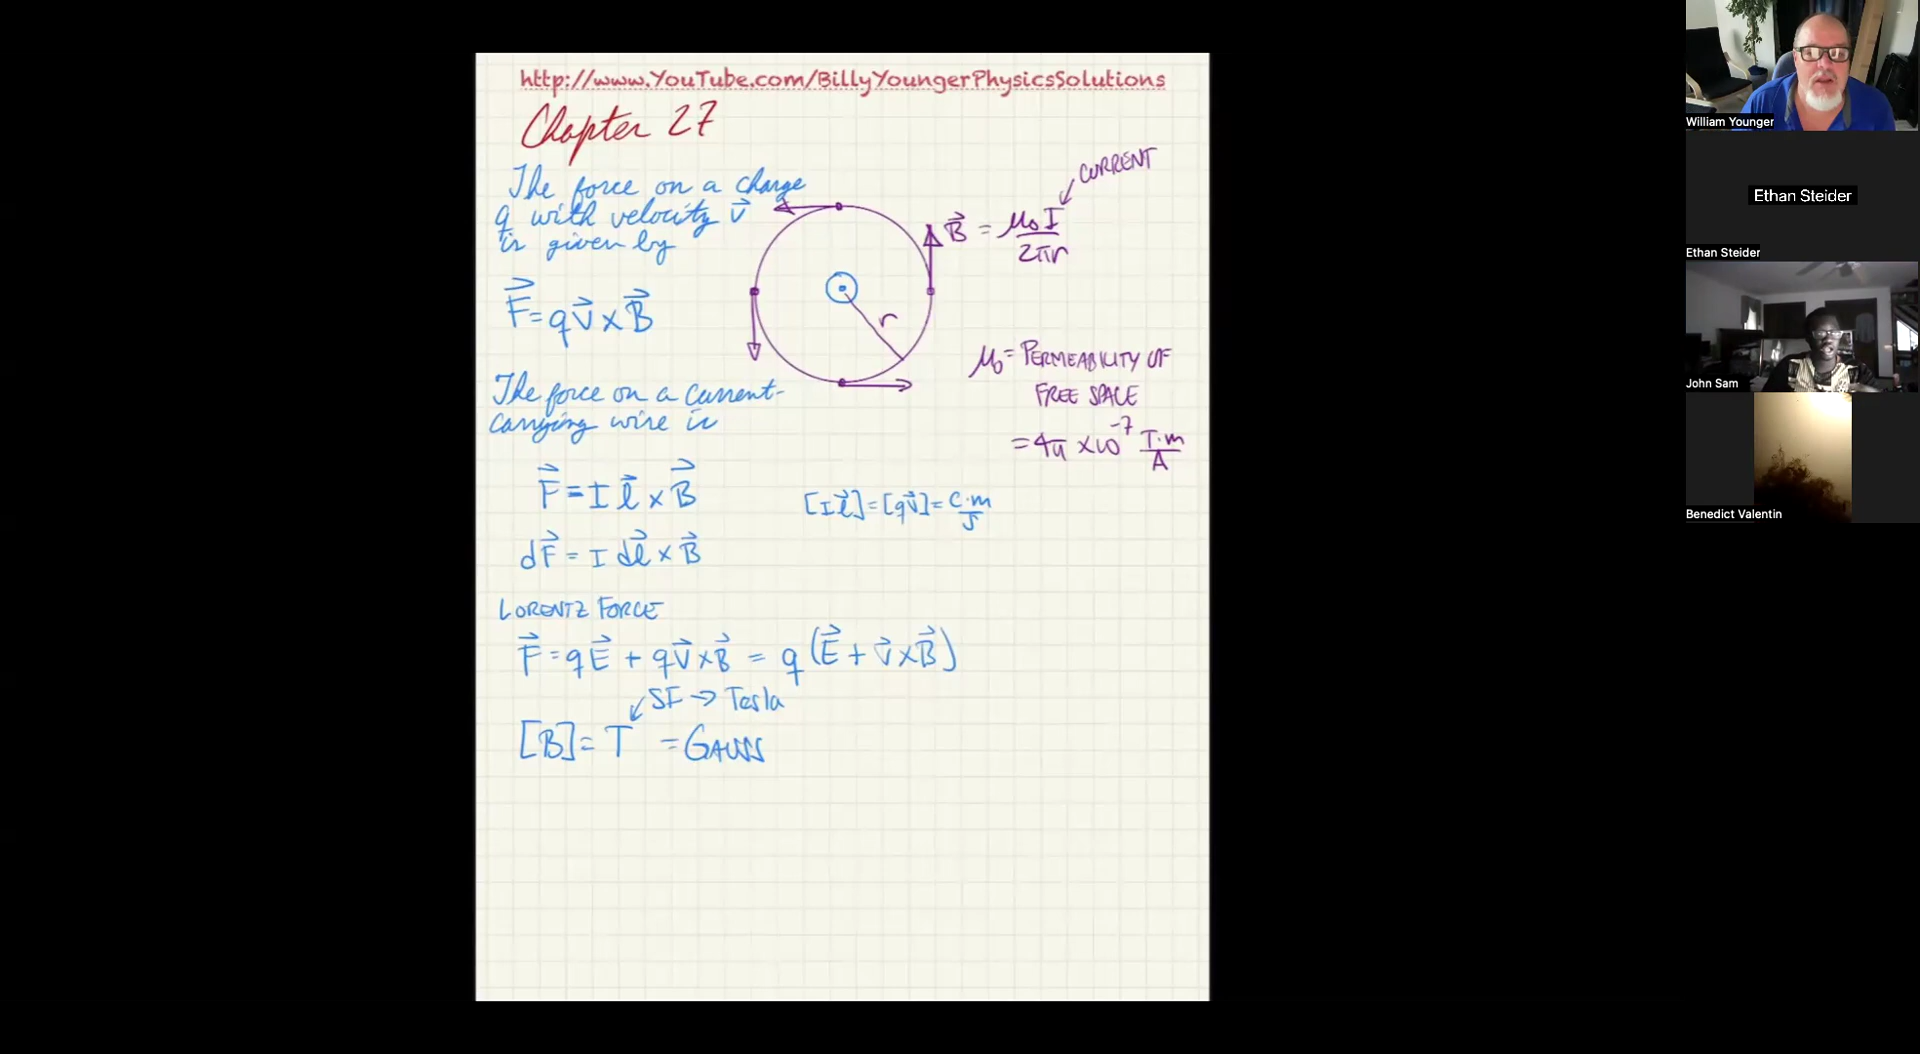 http://www.YouTube.com/BillyYoungerPhysicsSolutions
Chapter 27
The force on a charge
q with velocity v⃗
is given by
F⃗ = qv⃗ × B⃗
CURRENT
B⃗ = μ₀I / 2πr
r
μ₀ = PERMEABILITY OF
FREE SPACE
= 4π × 10⁻⁷ T·m / A
The force on a current-
carrying wire is
F⃗ = I l⃗ × B⃗
[I l⃗] = [qv⃗] = C·m / s
dF⃗ = I dl⃗ × B⃗
LORENTZ FORCE
F⃗ = qE⃗ + qv⃗ × B⃗ = q(E⃗ + v⃗ × B⃗)
SI → Tesla
[B] = T = GAUSS
William Younger
Ethan Steider
Ethan Steider
John Sam
Benedict Valentin